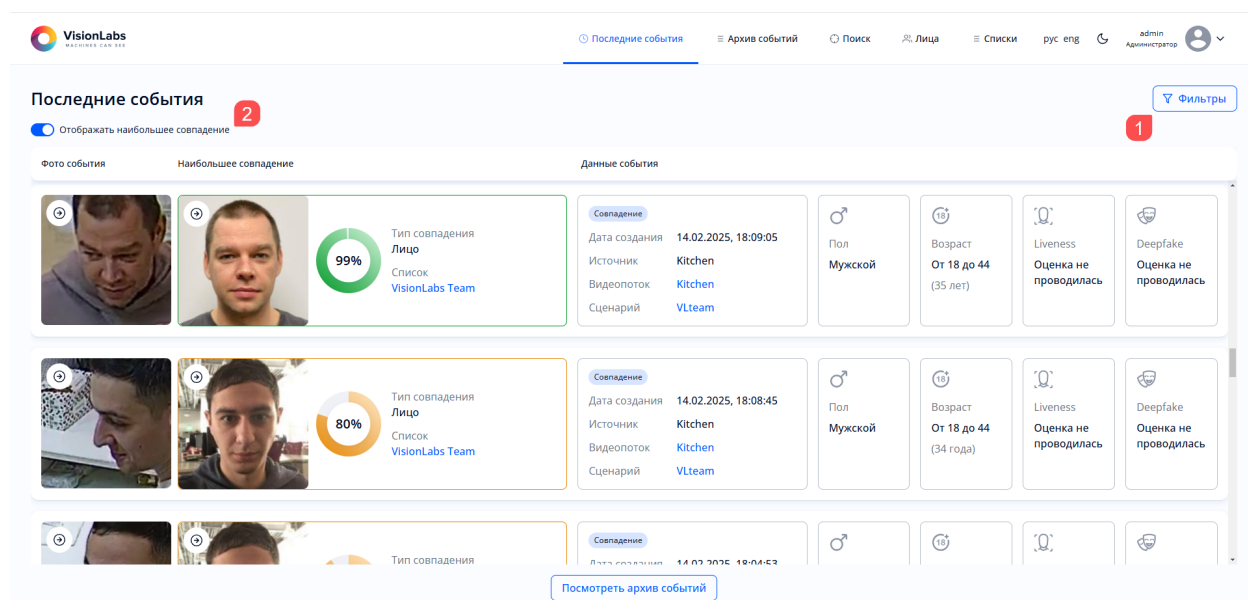 VisionLabs
MACHINES CAN SEE
Последние события
Архив событий
Поиск
Лица
Списки
рус eng
admin
Администратор
Последние события
2
Фильтры
1
Отображать наибольшее совпадение
Фото события
Наибольшее совпадение
Данные события
99%
Тип совпадения
Лицо
Список
VisionLabs Team
Совпадение
Дата создания 14.02.2025, 18:09:05
Источник Kitchen
Видеопоток Kitchen
Сценарий VLteam
Пол
Мужской
18
Возраст
От 18 до 44
(35 лет)
Liveness
Оценка не
проводилась
Deepfake
Оценка не
проводилась
80%
Тип совпадения
Лицо
Список
VisionLabs Team
Совпадение
Дата создания 14.02.2025, 18:08:45
Источник Kitchen
Видеопоток Kitchen
Сценарий VLteam
Пол
Мужской
18
Возраст
От 18 до 44
(34 года)
Liveness
Оценка не
проводилась
Deepfake
Оценка не
проводилась
Тип совпадения
Совпадение
Дата создания 14.02.2025, 18:04:53
18
Посмотреть архив событий